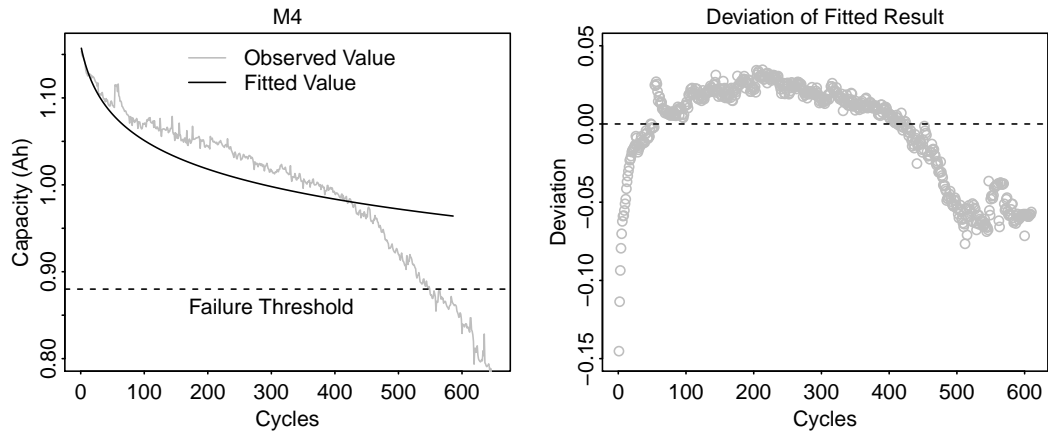 M4
Capacity (Ah)
1.10
1.00
0.90
0.80
Observed Value
Fitted Value
Failure Threshold
0 100 200 300 400 500 600
Cycles
Deviation of Fitted Result
Deviation
0.05
0.00
−0.05
−0.10
−0.15
0 100 200 300 400 500 600
Cycles